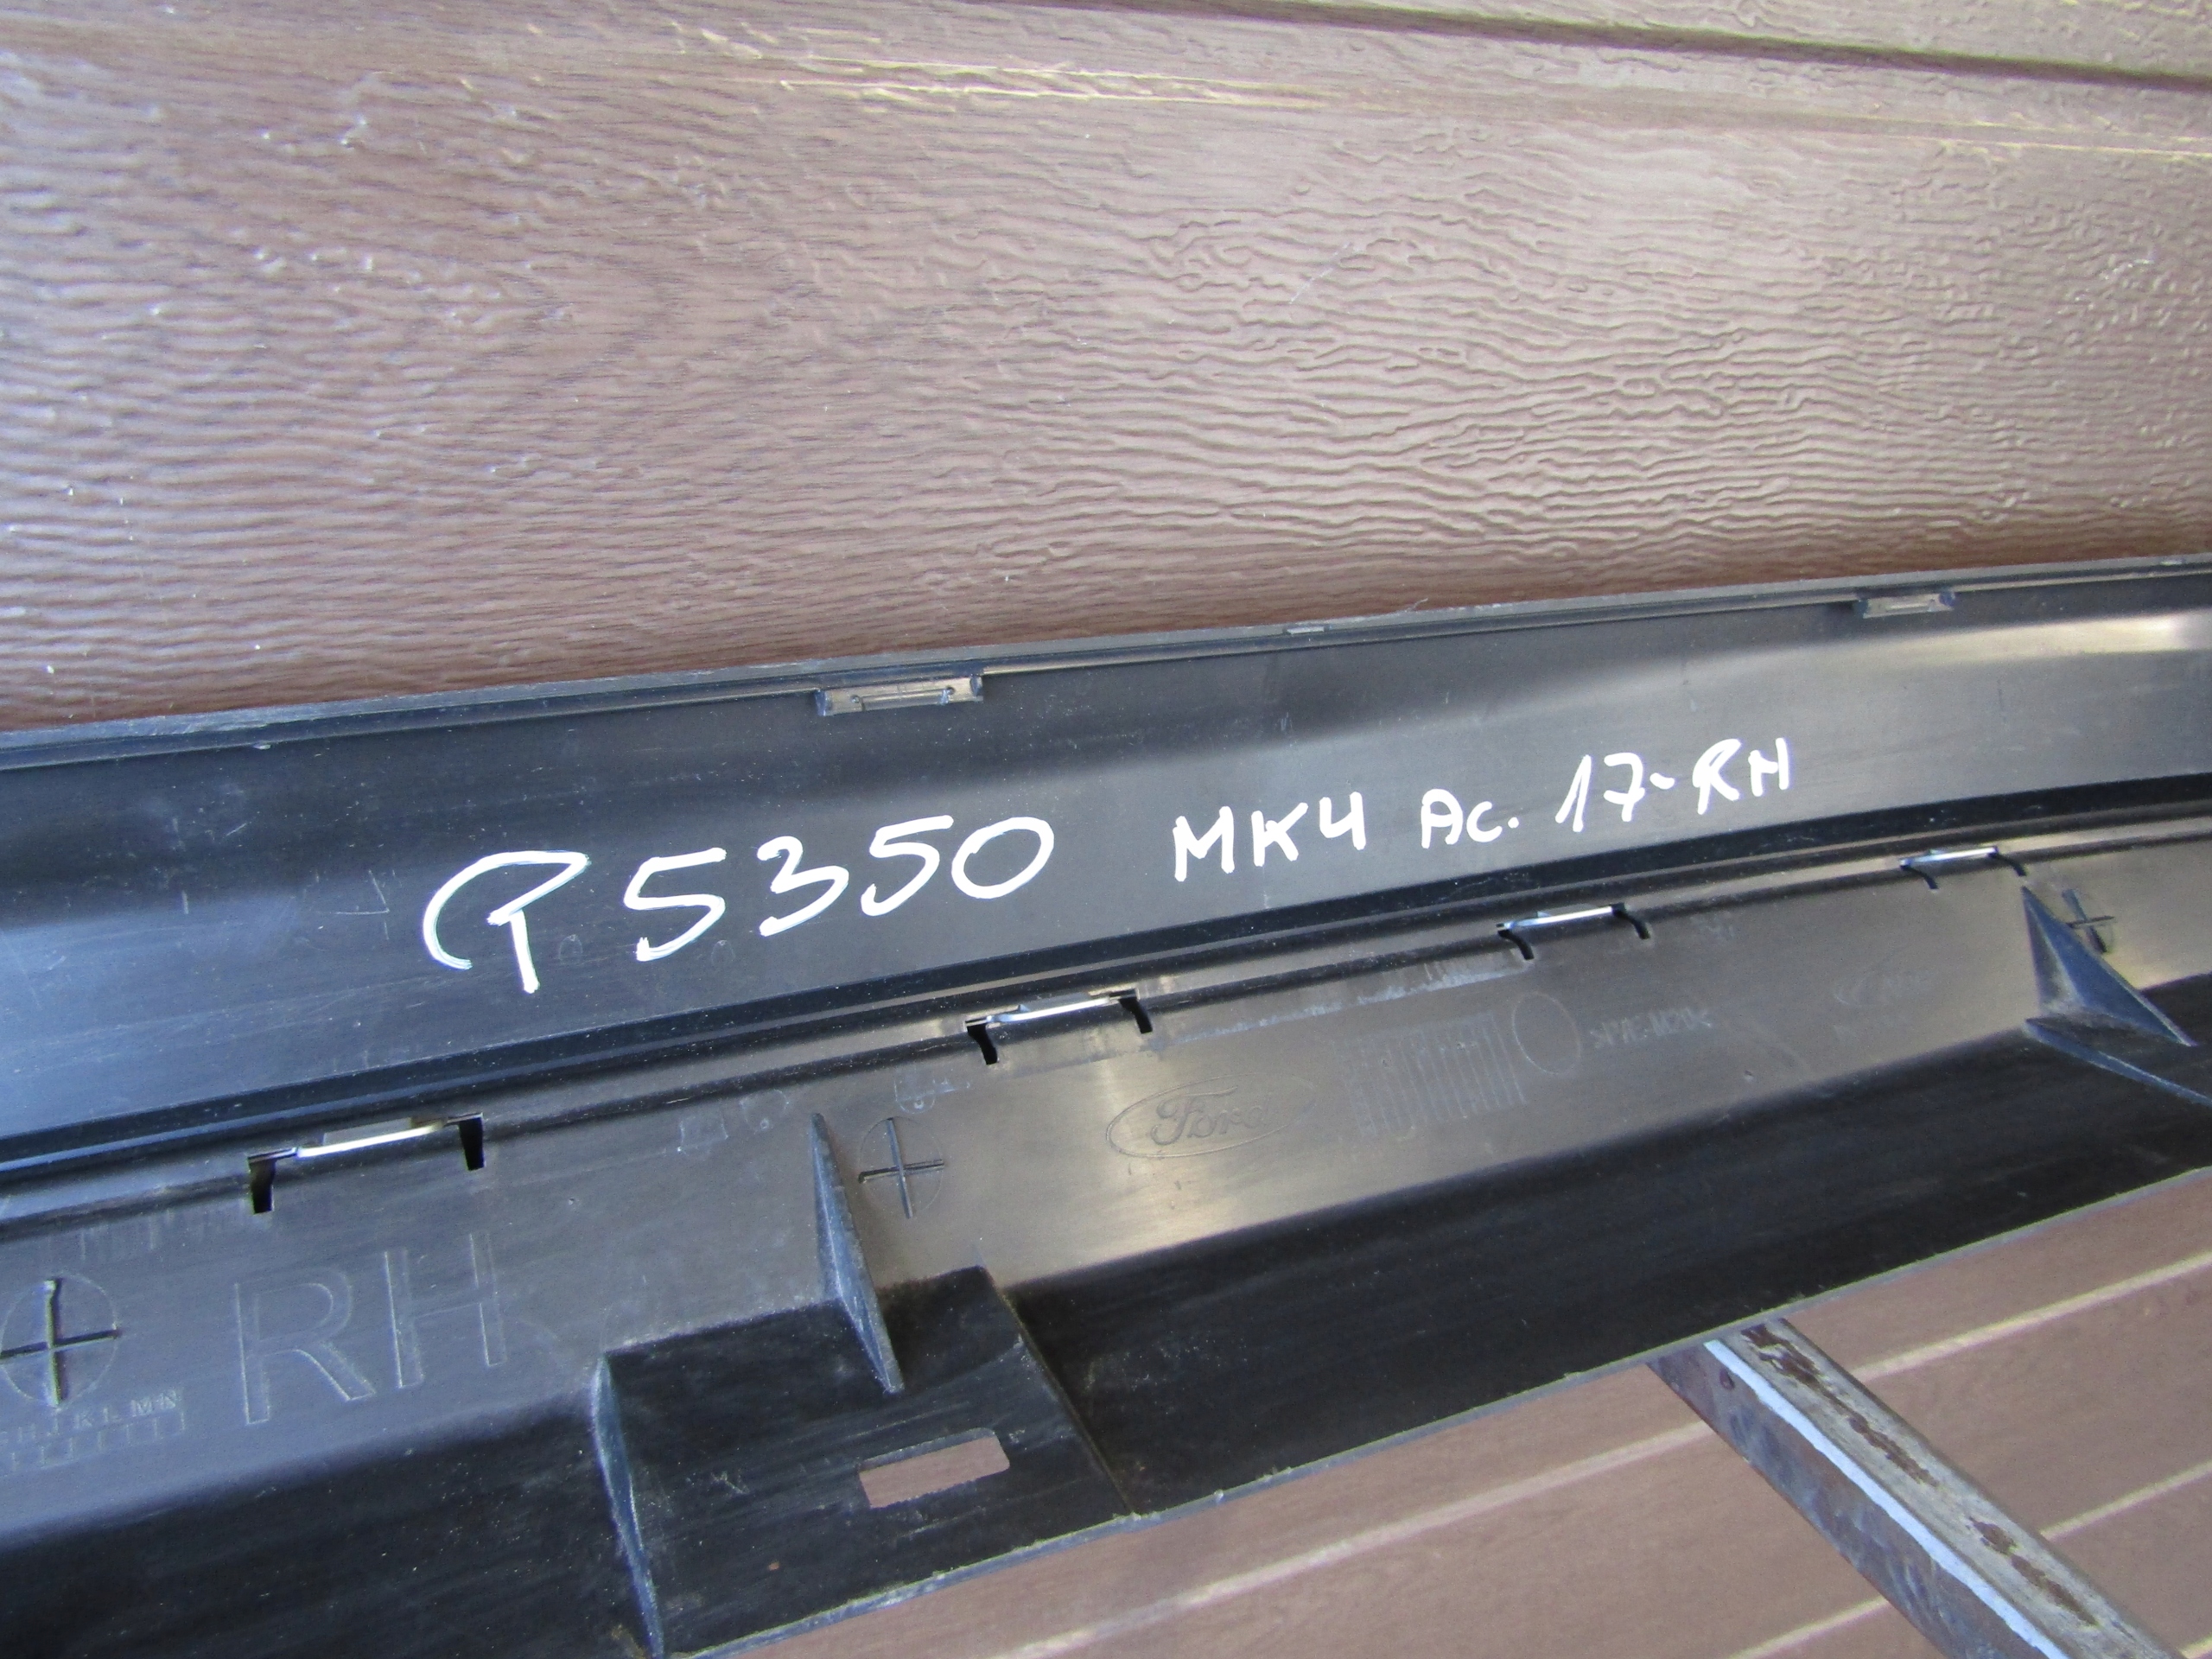 P5350 MK4 Ac. 17-RH
Ford
RH
H J K L M N